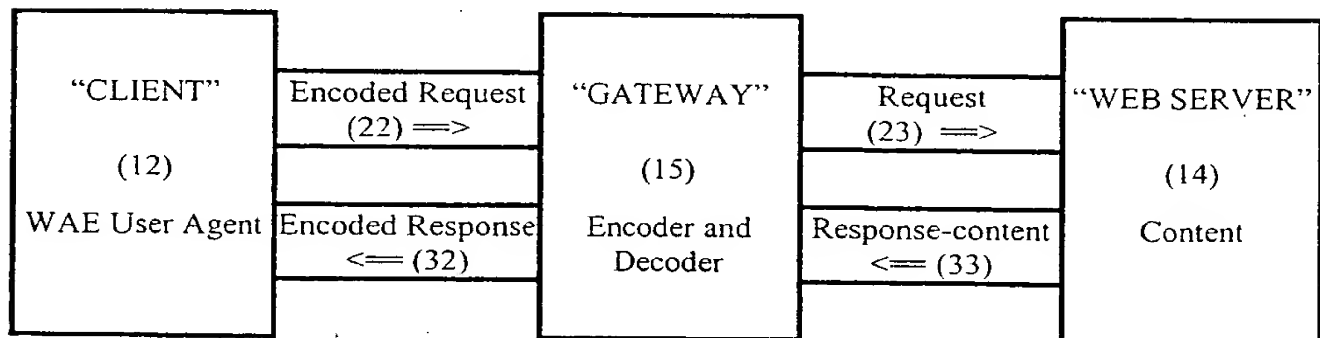 “CLIENT”
(12)
WAE User Agent
Encoded Request
(22) ==>
Encoded Response
<== (32)
“GATEWAY”
(15)
Encoder and
Decoder
Request
(23) ==>
Response-content
<== (33)
“WEB SERVER”
(14)
Content